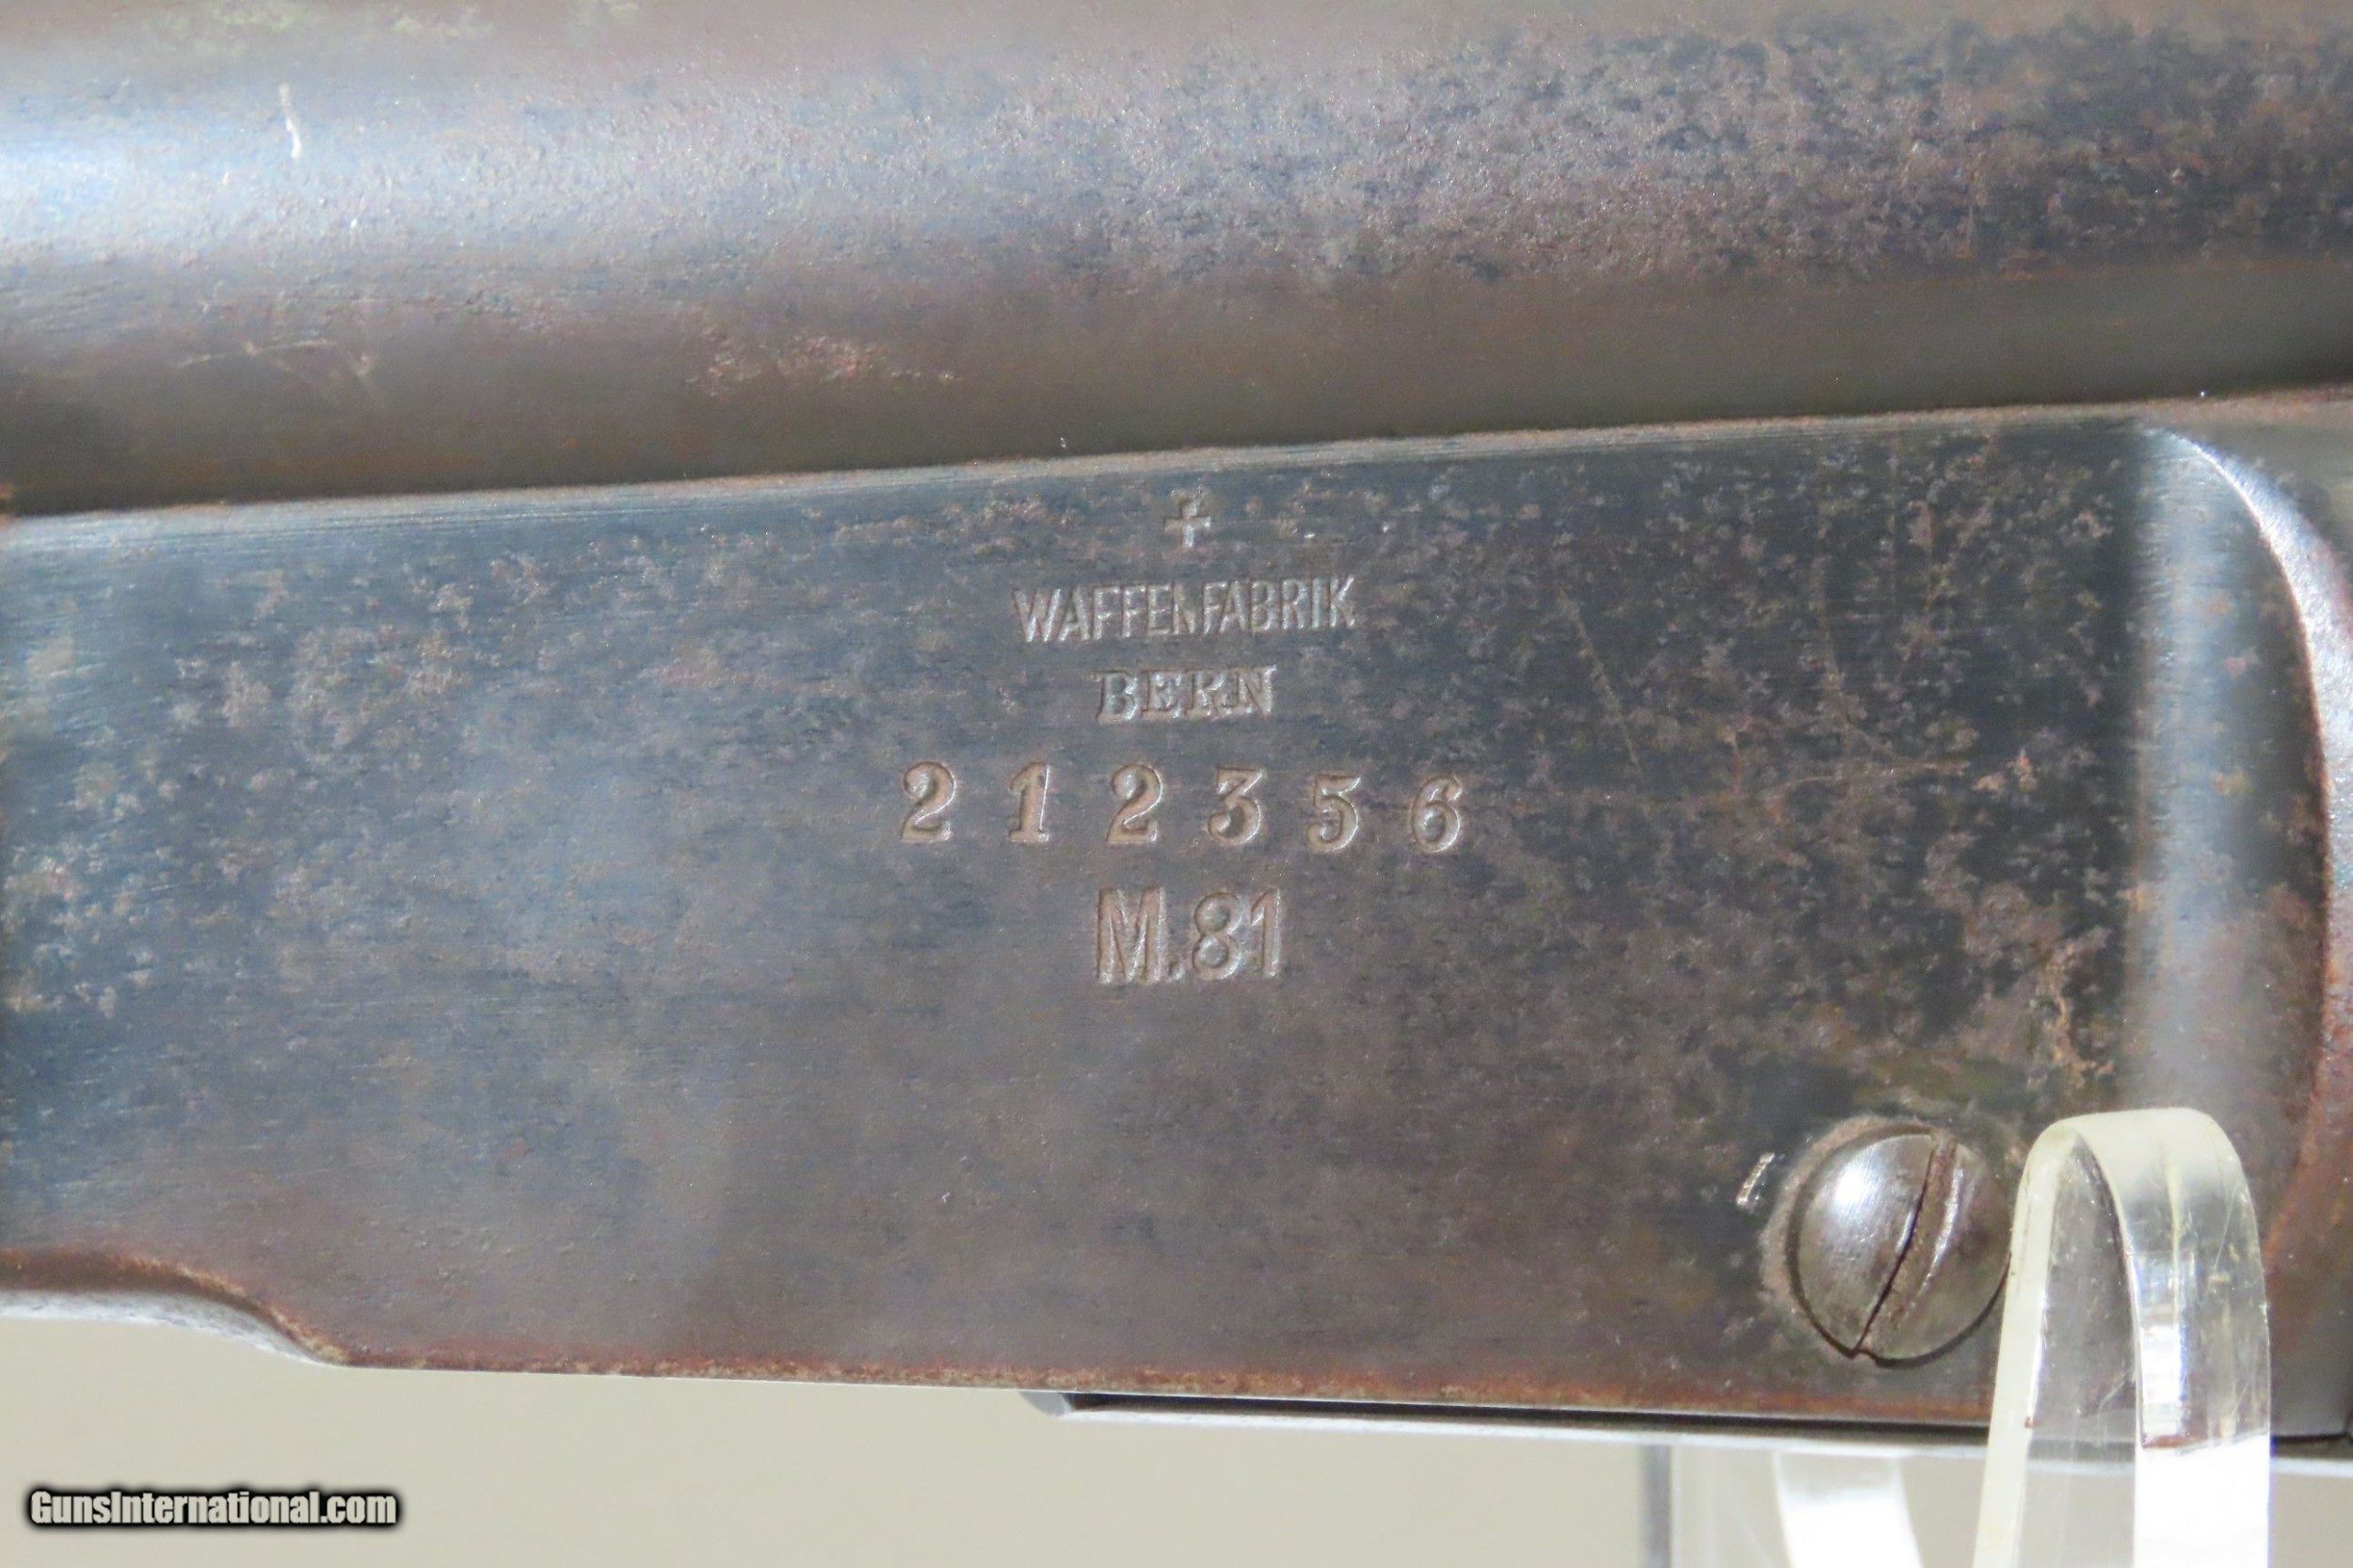 WAFFENFABRIK
BERN
212356
M.81
GunsInternational.com